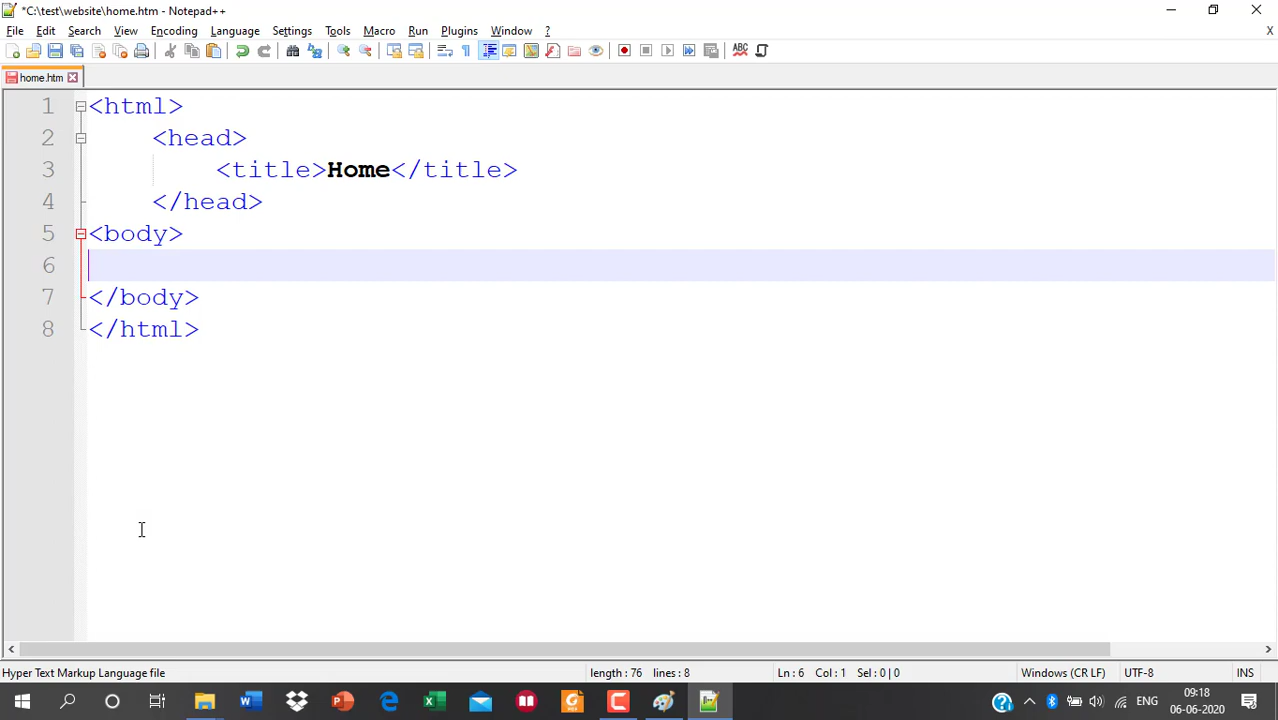 *C:\test\website\home.htm - Notepad++
File Edit Search View Encoding Language Settings Tools Macro Run Plugins Window ? X
home.htm
1 <html>
2 <head>
3 <title>Home</title>
4 </head>
5 <body>
6
7 </body>
8 </html>
Hyper Text Markup Language file length : 76 lines : 8 Ln : 6 Col : 1 Sel : 0 | 0 Windows (CR LF) UTF-8 INS
ENG 09:18
06-06-2020